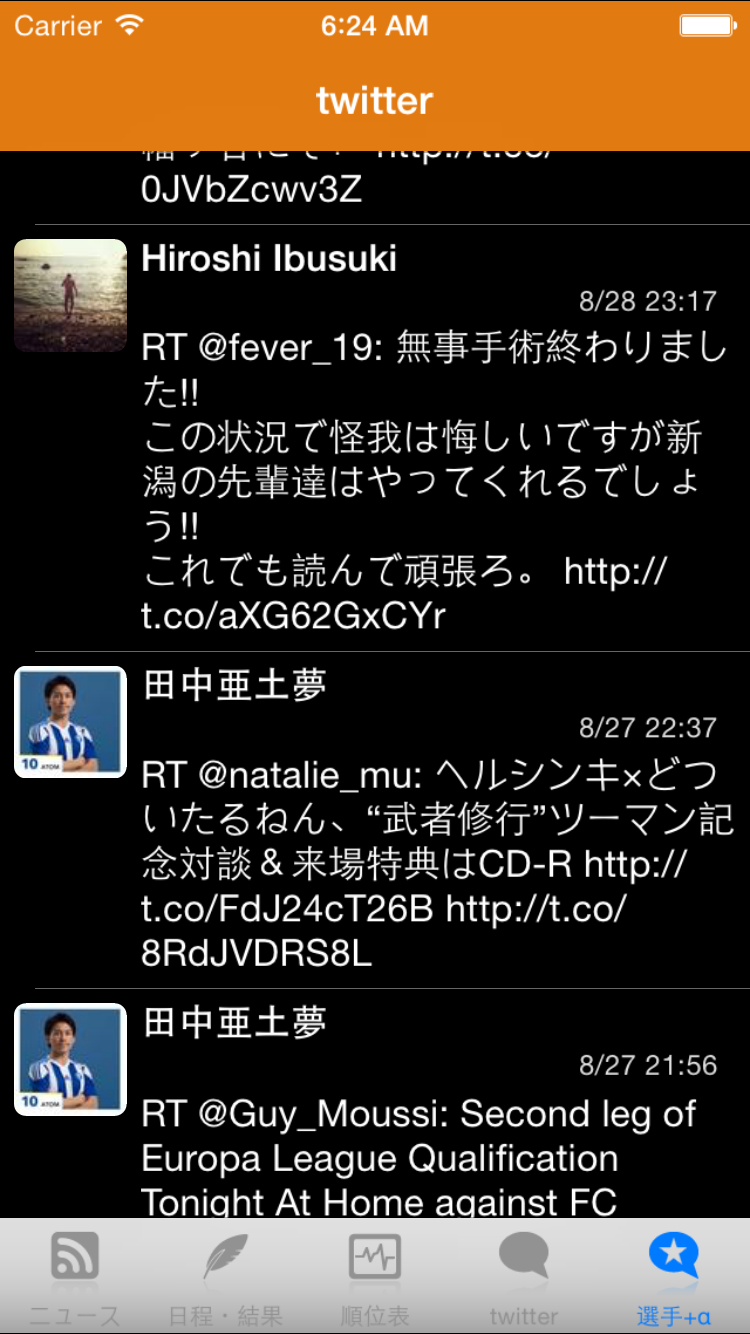 Carrier
6:24 AM
twitter
0JVbZcwv3Z
Hiroshi Ibusuki
8/28 23:17
RT @fever_19: 無事手術終わりまし
た!!
この状況で怪我は悔しいですが新
潟の先輩達はやってくれるでしょ
う!!
これでも読んで頑張ろ。 http://
t.co/aXG62GxCYr
田中亜土夢
8/27 22:37
RT @natalie_mu: ヘルシンキ×どつ
いたるねん、“武者修行”ツーマン記
念対談＆来場特典はCD-R http://
t.co/FdJ24cT26B http://t.co/
8RdJVDRS8L
10 ATOM
田中亜土夢
8/27 21:56
RT @Guy_Moussi: Second leg of
Europa League Qualification
Tonight At Home against FC
10 ATOM
ニュース
日程・結果
順位表
twitter
選手+α